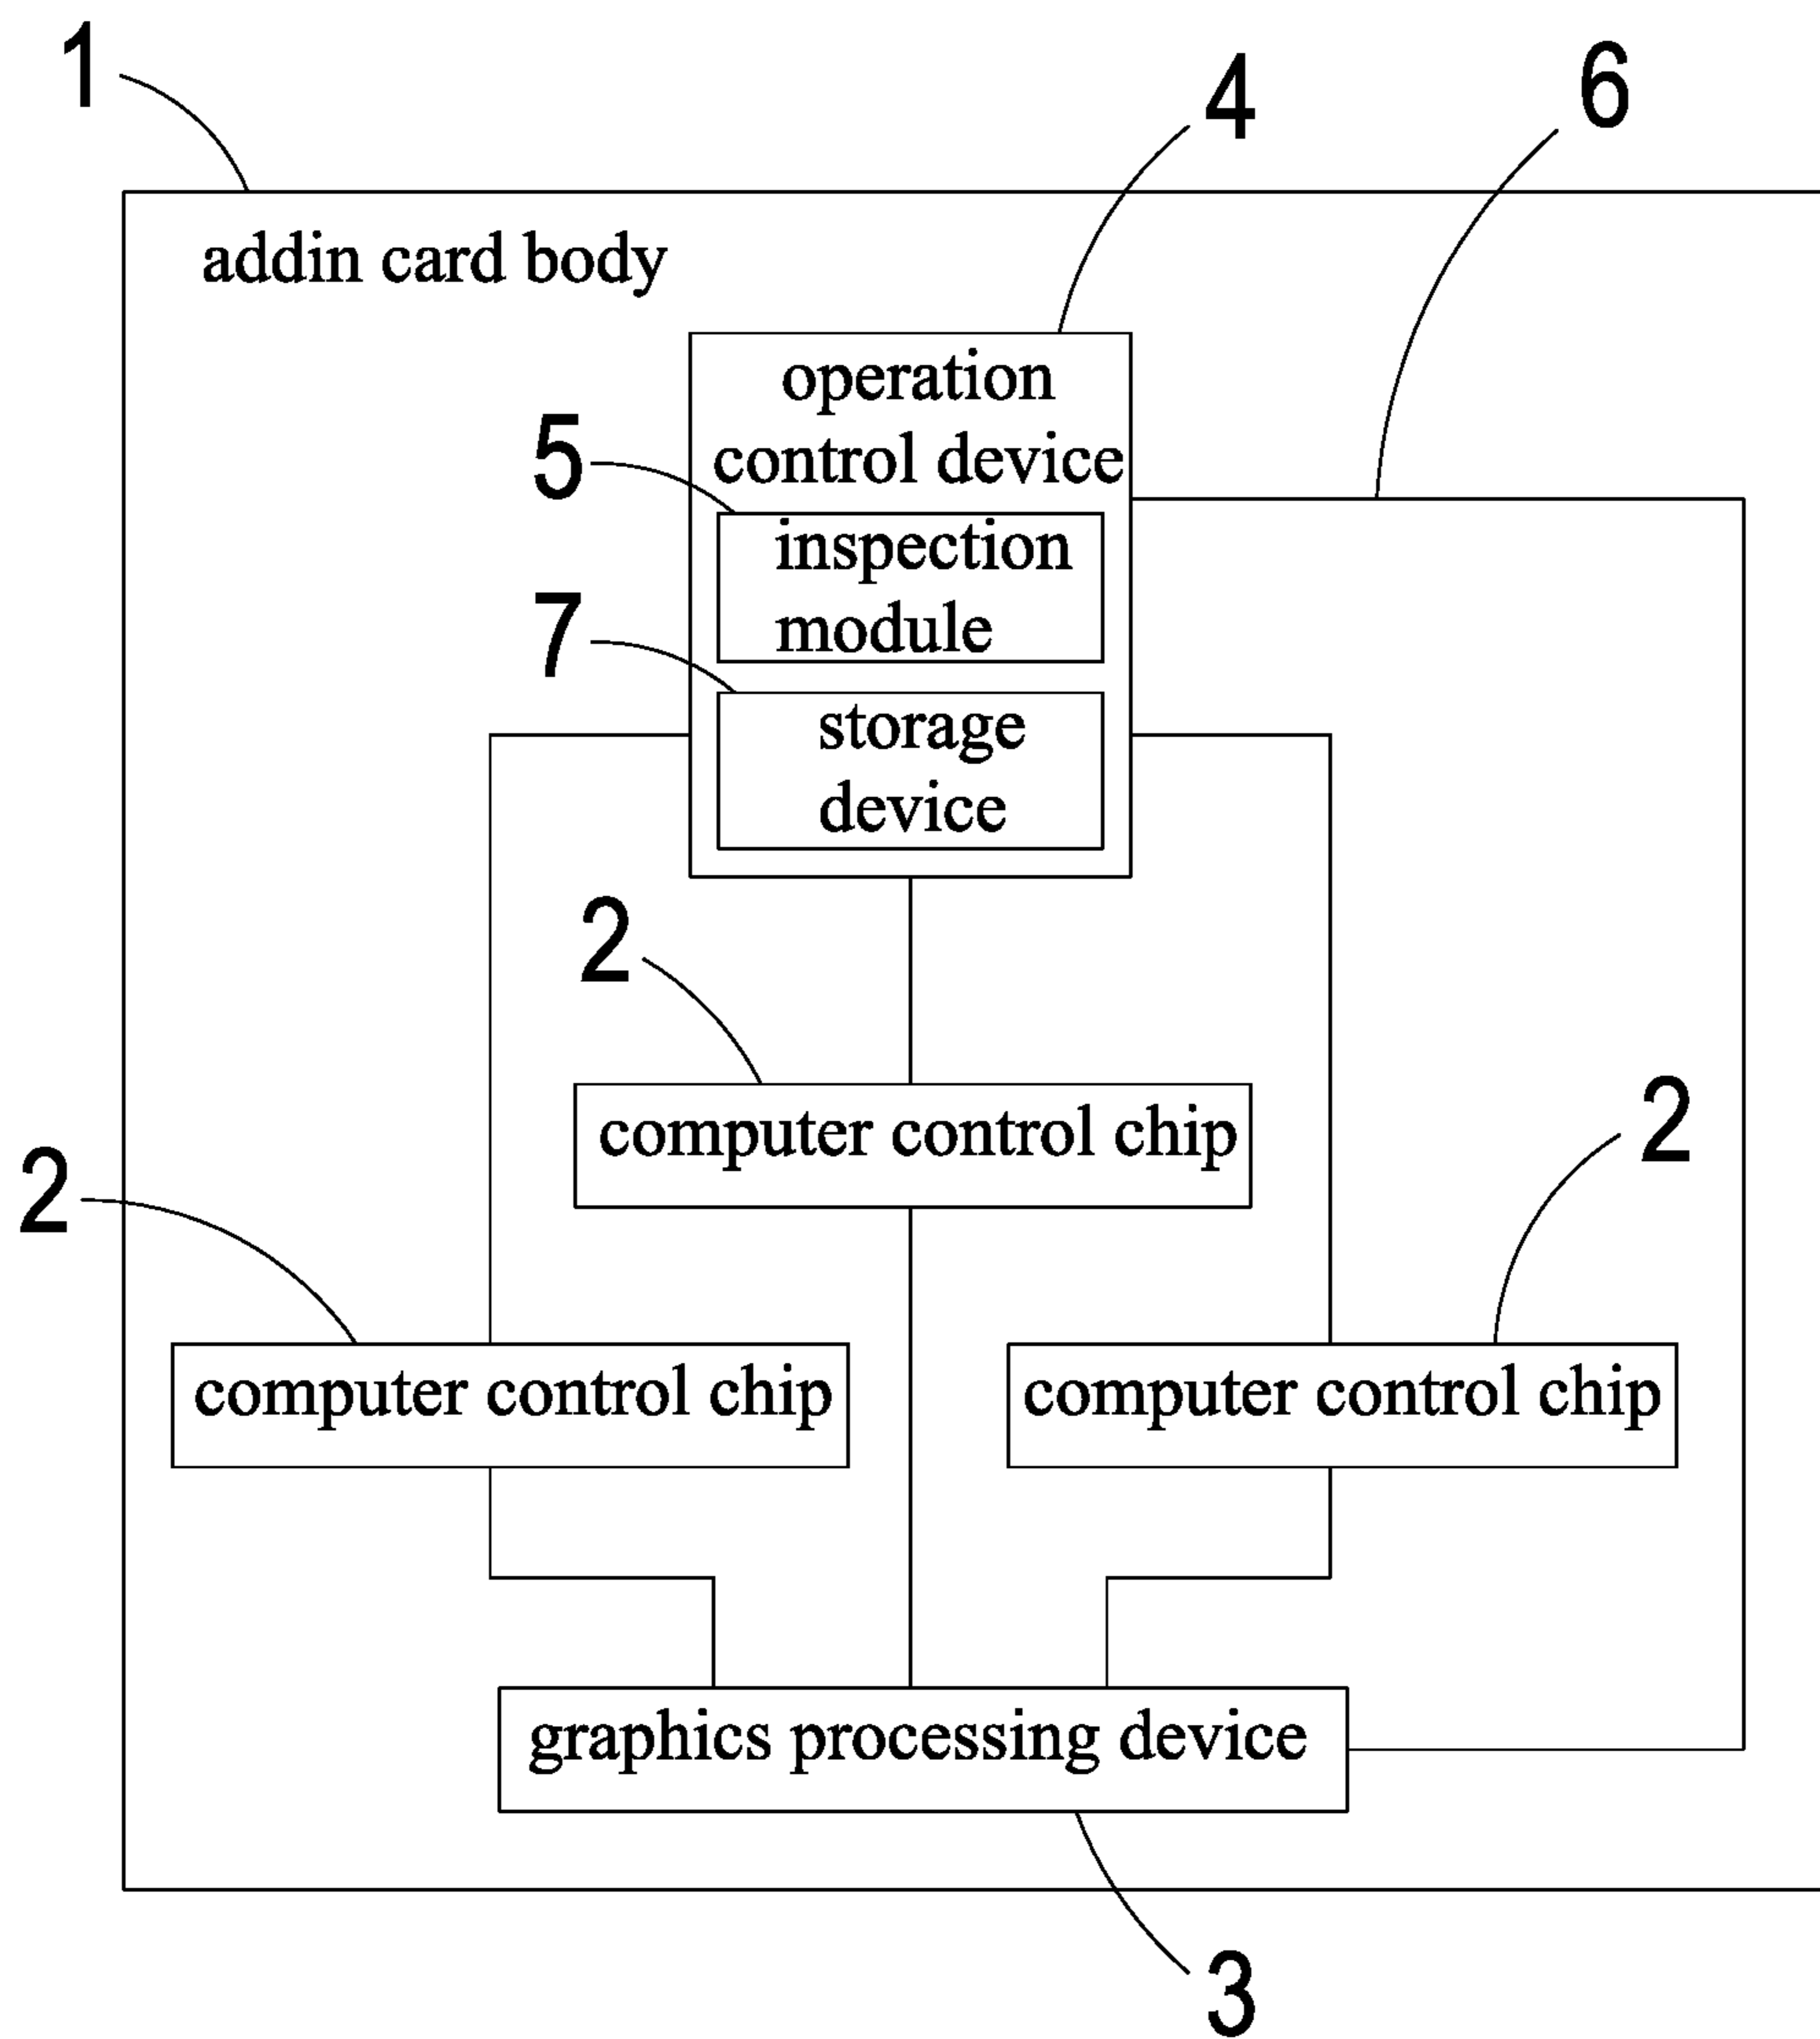 1
4
6
addin card body
operation
control device
5
inspection
module
7
storage
device
2
computer control chip
2
2
computer control chip
computer control chip
graphics processing device
3